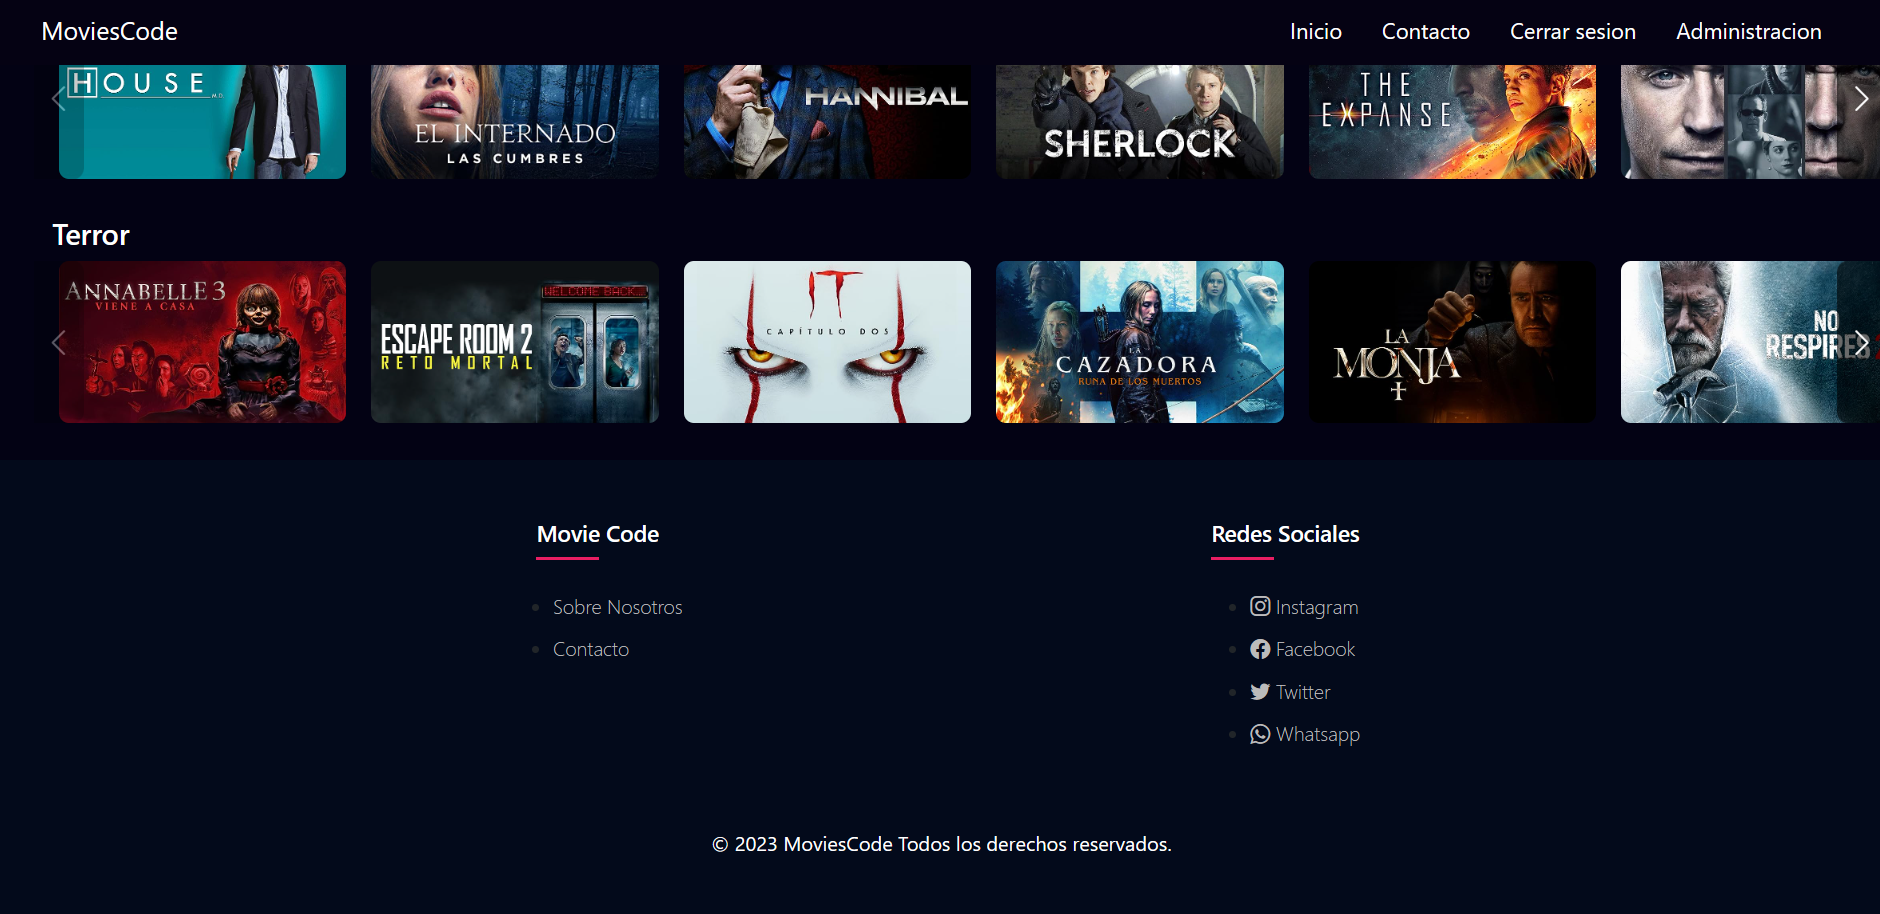 MoviesCode
Inicio
Contacto
Cerrar sesion
Administracion
HOUSE M.D.
EL INTERNADO
LAS CUMBRES
HANNIBAL
SHERLOCK
THE
EXPANSE
Terror
ANNABELLE 3
VIENE A CASA
WELCOME BACK...
ESCAPE ROOM 2
RETO MORTAL
IT
CAPÍTULO DOS
LA
CAZADORA
RUNA DE LOS MUERTOS
LA
MONJA
NO
RESPIRES 2
Movie Code
Sobre Nosotros
Contacto
Redes Sociales
Instagram
Facebook
Twitter
Whatsapp
© 2023 MoviesCode Todos los derechos reservados.